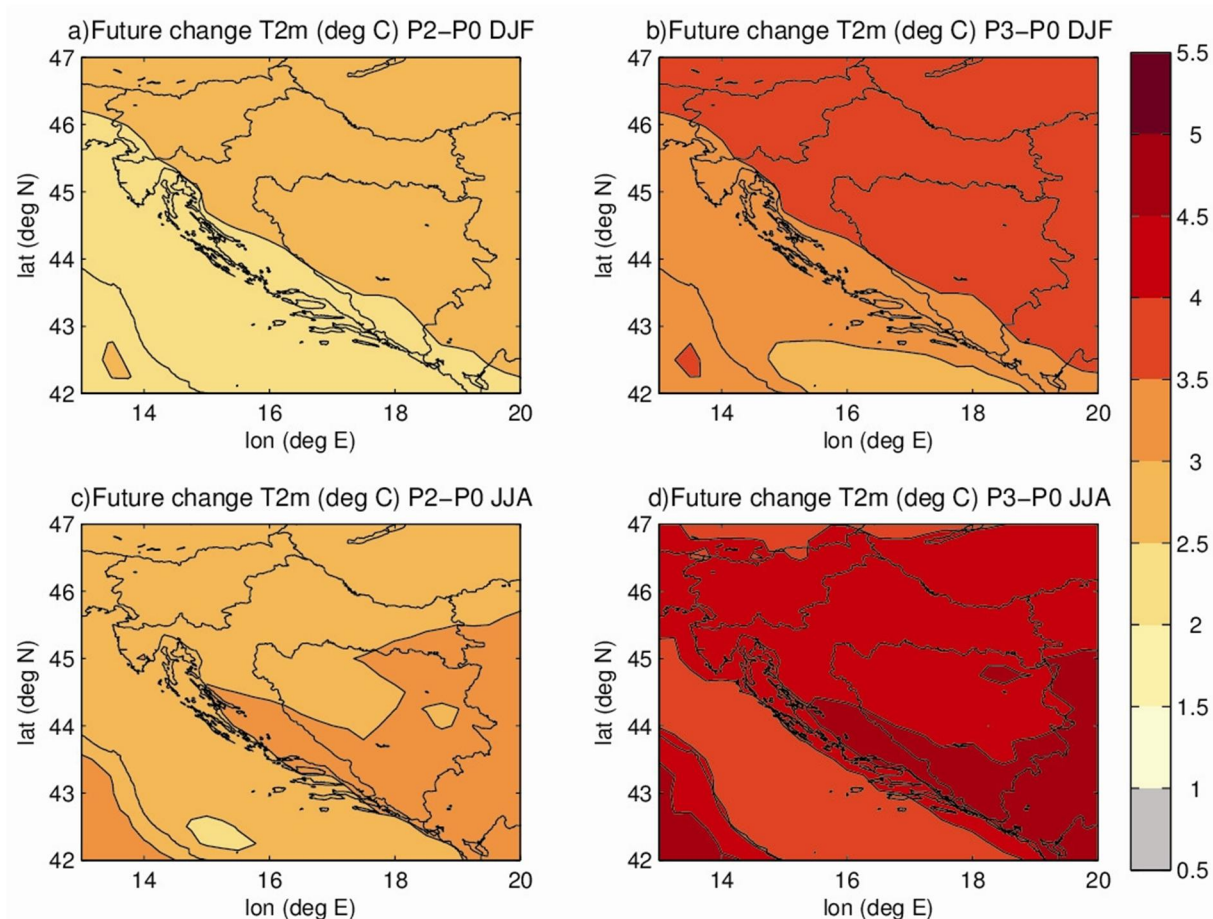 a)Future change T2m (deg C) P2−P0 DJF
47
46
45
44
43
42
lat (deg N)
14 16 18 20
lon (deg E)
b)Future change T2m (deg C) P3−P0 DJF
47
46
45
44
43
42
lat (deg N)
14 16 18 20
lon (deg E)
c)Future change T2m (deg C) P2−P0 JJA
47
46
45
44
43
42
lat (deg N)
14 16 18 20
lon (deg E)
d)Future change T2m (deg C) P3−P0 JJA
47
46
45
44
43
42
lat (deg N)
14 16 18 20
lon (deg E)
5.5
5
4.5
4
3.5
3
2.5
2
1.5
1
0.5